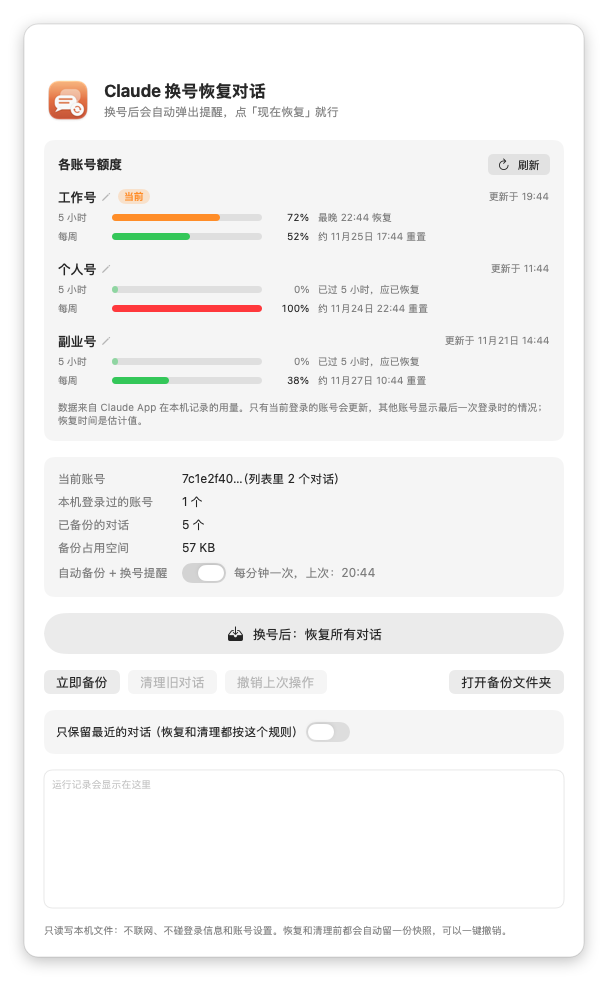 Claude 换号恢复对话
换号后会自动弹出提醒，点「现在恢复」就行
各账号额度
刷新
工作号 当前 更新于 19:44
5 小时 72% 最晚 22:44 恢复
每周 52% 约 11月25日 17:44 重置
个人号 更新于 11:44
5 小时 0% 已过 5 小时，应已恢复
每周 100% 约 11月24日 22:44 重置
副业号 更新于 11月21日 14:44
5 小时 0% 已过 5 小时，应已恢复
每周 38% 约 11月27日 10:44 重置
数据来自 Claude App 在本机记录的用量。只有当前登录的账号会更新，其他账号显示最后一次登录时的情况；
恢复时间是估计值。
当前账号 7c1e2f40…（列表里 2 个对话）
本机登录过的账号 1 个
已备份的对话 5 个
备份占用空间 57 KB
自动备份 + 换号提醒 每分钟一次，上次：20:44
换号后：恢复所有对话
立即备份 清理旧对话 撤销上次操作 打开备份文件夹
只保留最近的对话（恢复和清理都按这个规则）
运行记录会显示在这里
只读写本机文件：不联网、不碰登录信息和账号设置。恢复和清理前都会自动留一份快照，可以一键撤销。